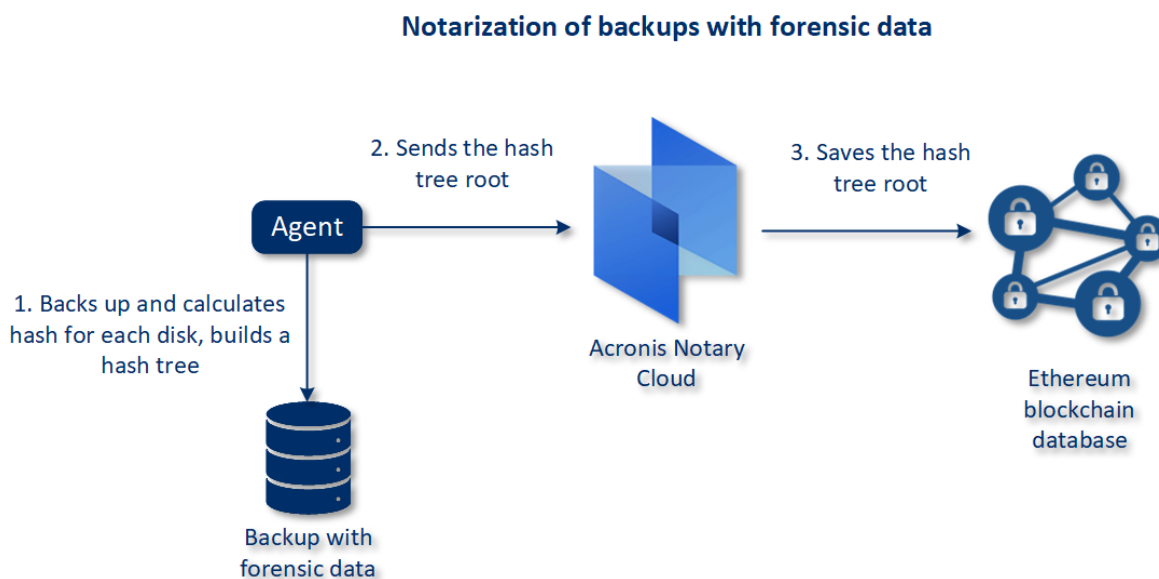 Notarization of backups with forensic data
2. Sends the hash
tree root
3. Saves the hash
tree root
Agent
1. Backs up and calculates
hash for each disk, builds a
hash tree
Acronis Notary
Cloud
Ethereum
blockchain
database
Backup with
forensic data